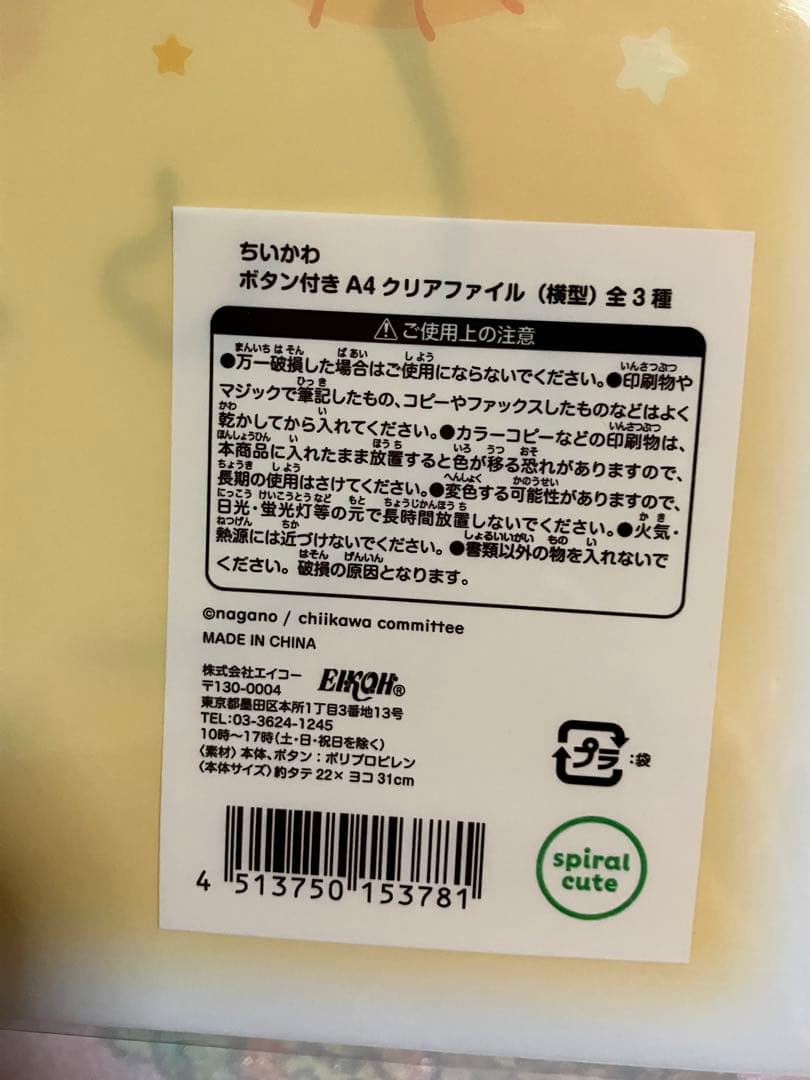 ちいかわ
ボタン付き A4 クリアファイル（横型）全3種
⚠ご使用上の注意
●万一破損した場合はご使用にならないでください。●印刷物や
マジックで筆記したもの、コピーやファックスしたものなどはよく
乾かしてから入れてください。●カラーコピーなどの印刷物は、
本商品に入れたまま放置すると色が移る恐れがありますので、
長期の使用はさけてください。●変色する可能性がありますので、
日光・蛍光灯等の元で長時間放置しないでください。●火気・
熱源には近づけないでください。●書類以外の物を入れないで
ください。破損の原因となります。
©nagano / chiikawa committee
MADE IN CHINA
株式会社エイコー EIKOH®
〒130-0004
東京都墨田区本所1丁目3番地13号
TEL:03-3624-1245
10時〜17時（土・日・祝日を除く）
〈素材〉本体、ボタン：ポリプロピレン
〈本体サイズ〉約タテ 22× ヨコ 31cm
プラ:袋
4 513750 153781
spiral
cute